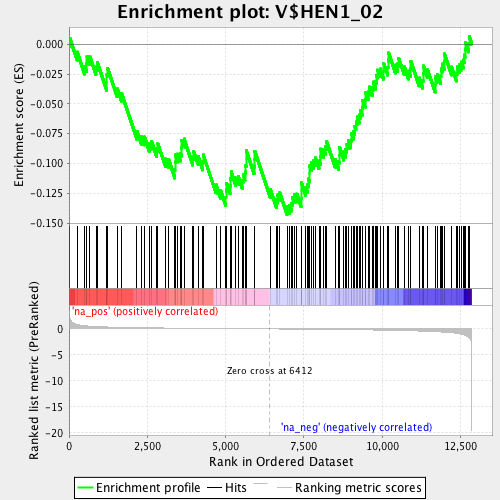 Enrichment plot: V$HEN1_02
Enrichment score (ES)
0.000
-0.025
-0.050
-0.075
-0.100
-0.125
-0.150
'na_pos' (positively correlated)
Ranked list metric (PreRanked)
0
-5
-10
-15
-20
Zero cross at 6412
'na_neg' (negatively correlated)
0
2,500
5,000
7,500
10,000
12,500
Rank in Ordered Dataset
Enrichment profile
Hits
Ranking metric scores